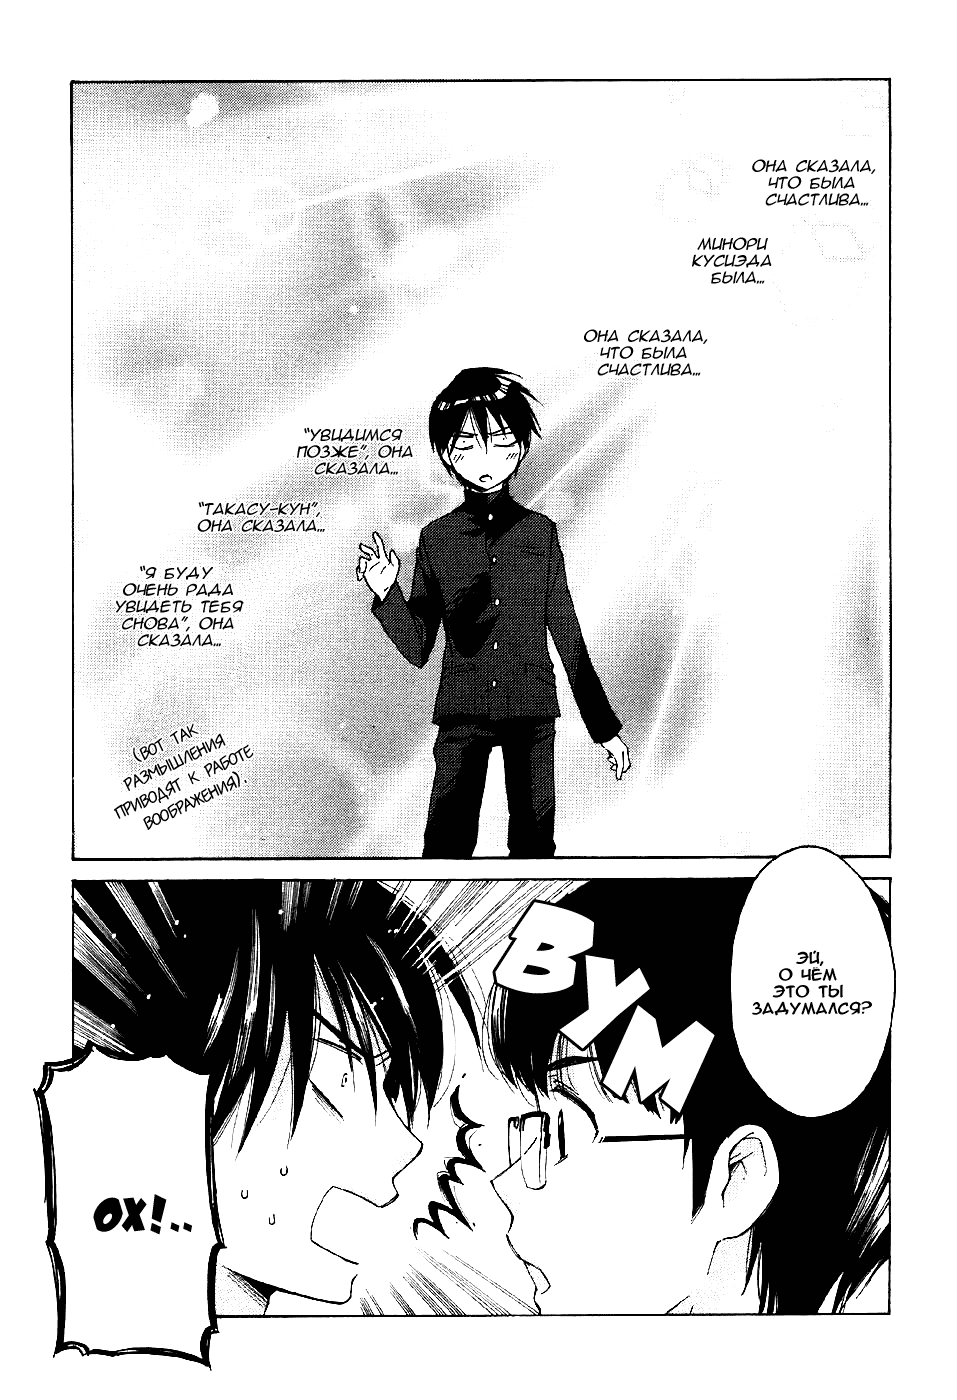 ОНА СКАЗАЛА,
ЧТО БЫЛА
СЧАСТЛИВА...
МИНОРИ
КУСИЭДА
БЫЛА...
ОНА СКАЗАЛА,
ЧТО БЫЛА
СЧАСТЛИВА...
"УВИДИМСЯ
ПОЗЖЕ", ОНА
СКАЗАЛА...
"ТАКАСУ-КУН",
ОНА СКАЗАЛА...
"Я БУДУ
ОЧЕНЬ РАДА
УВИДЕТЬ ТЕБЯ
СНОВА", ОНА
СКАЗАЛА...
(ВОТ ТАК
РАЗМЫШЛЕНИЯ
ПРИВОДЯТ К РАБОТЕ
ВООБРАЖЕНИЯ).
ЭЙ,
О ЧЁМ
ЭТО ТЫ
ЗАДУМАЛСЯ?
ВУМ
ОХ!..